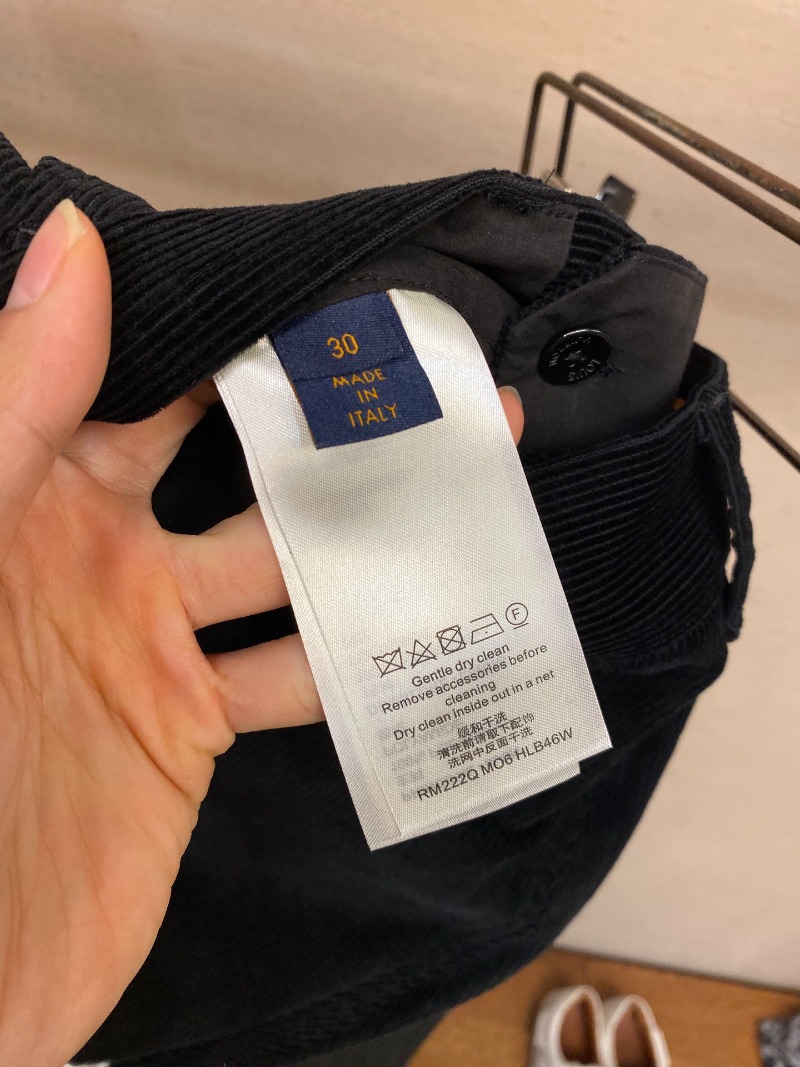 30
MADE
IN
ITALY
LOUIS
VUITTON
F
Gentle dry clean
Remove accessories before
cleaning
Dry clean inside out in a net
缓和干洗
清洗前请取下配饰
洗网中反面干洗
RM222Q MO6 HLB46W